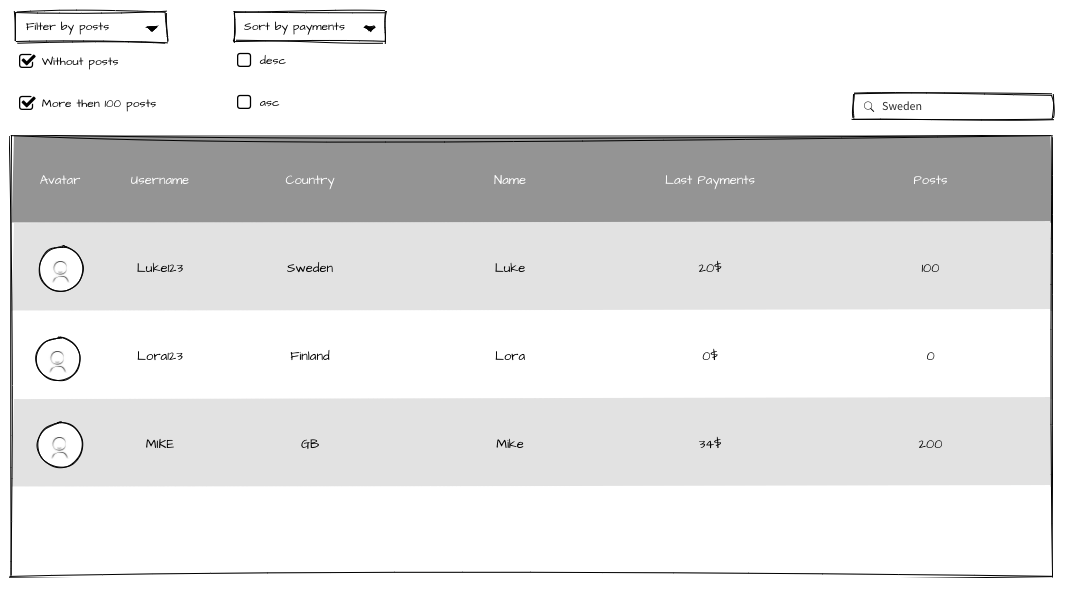 Filter by posts
Sort by payments
Without posts
desc
More then 100 posts
asc
Sweden
Avatar Username Country Name Last Payments Posts
Luke123 Sweden Luke 20$ 100
Lora123 Finland Lora 0$ 0
MIKE GB Mike 34$ 200